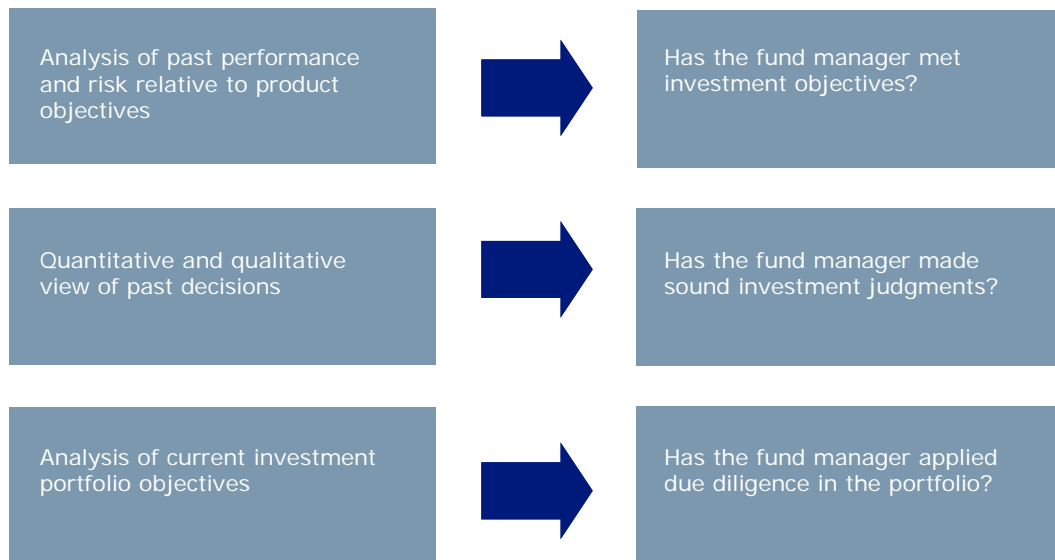 Analysis of past performance
and risk relative to product
objectives
Has the fund manager met
investment objectives?
Quantitative and qualitative
view of past decisions
Has the fund manager made
sound investment judgments?
Analysis of current investment
portfolio objectives
Has the fund manager applied
due diligence in the portfolio?